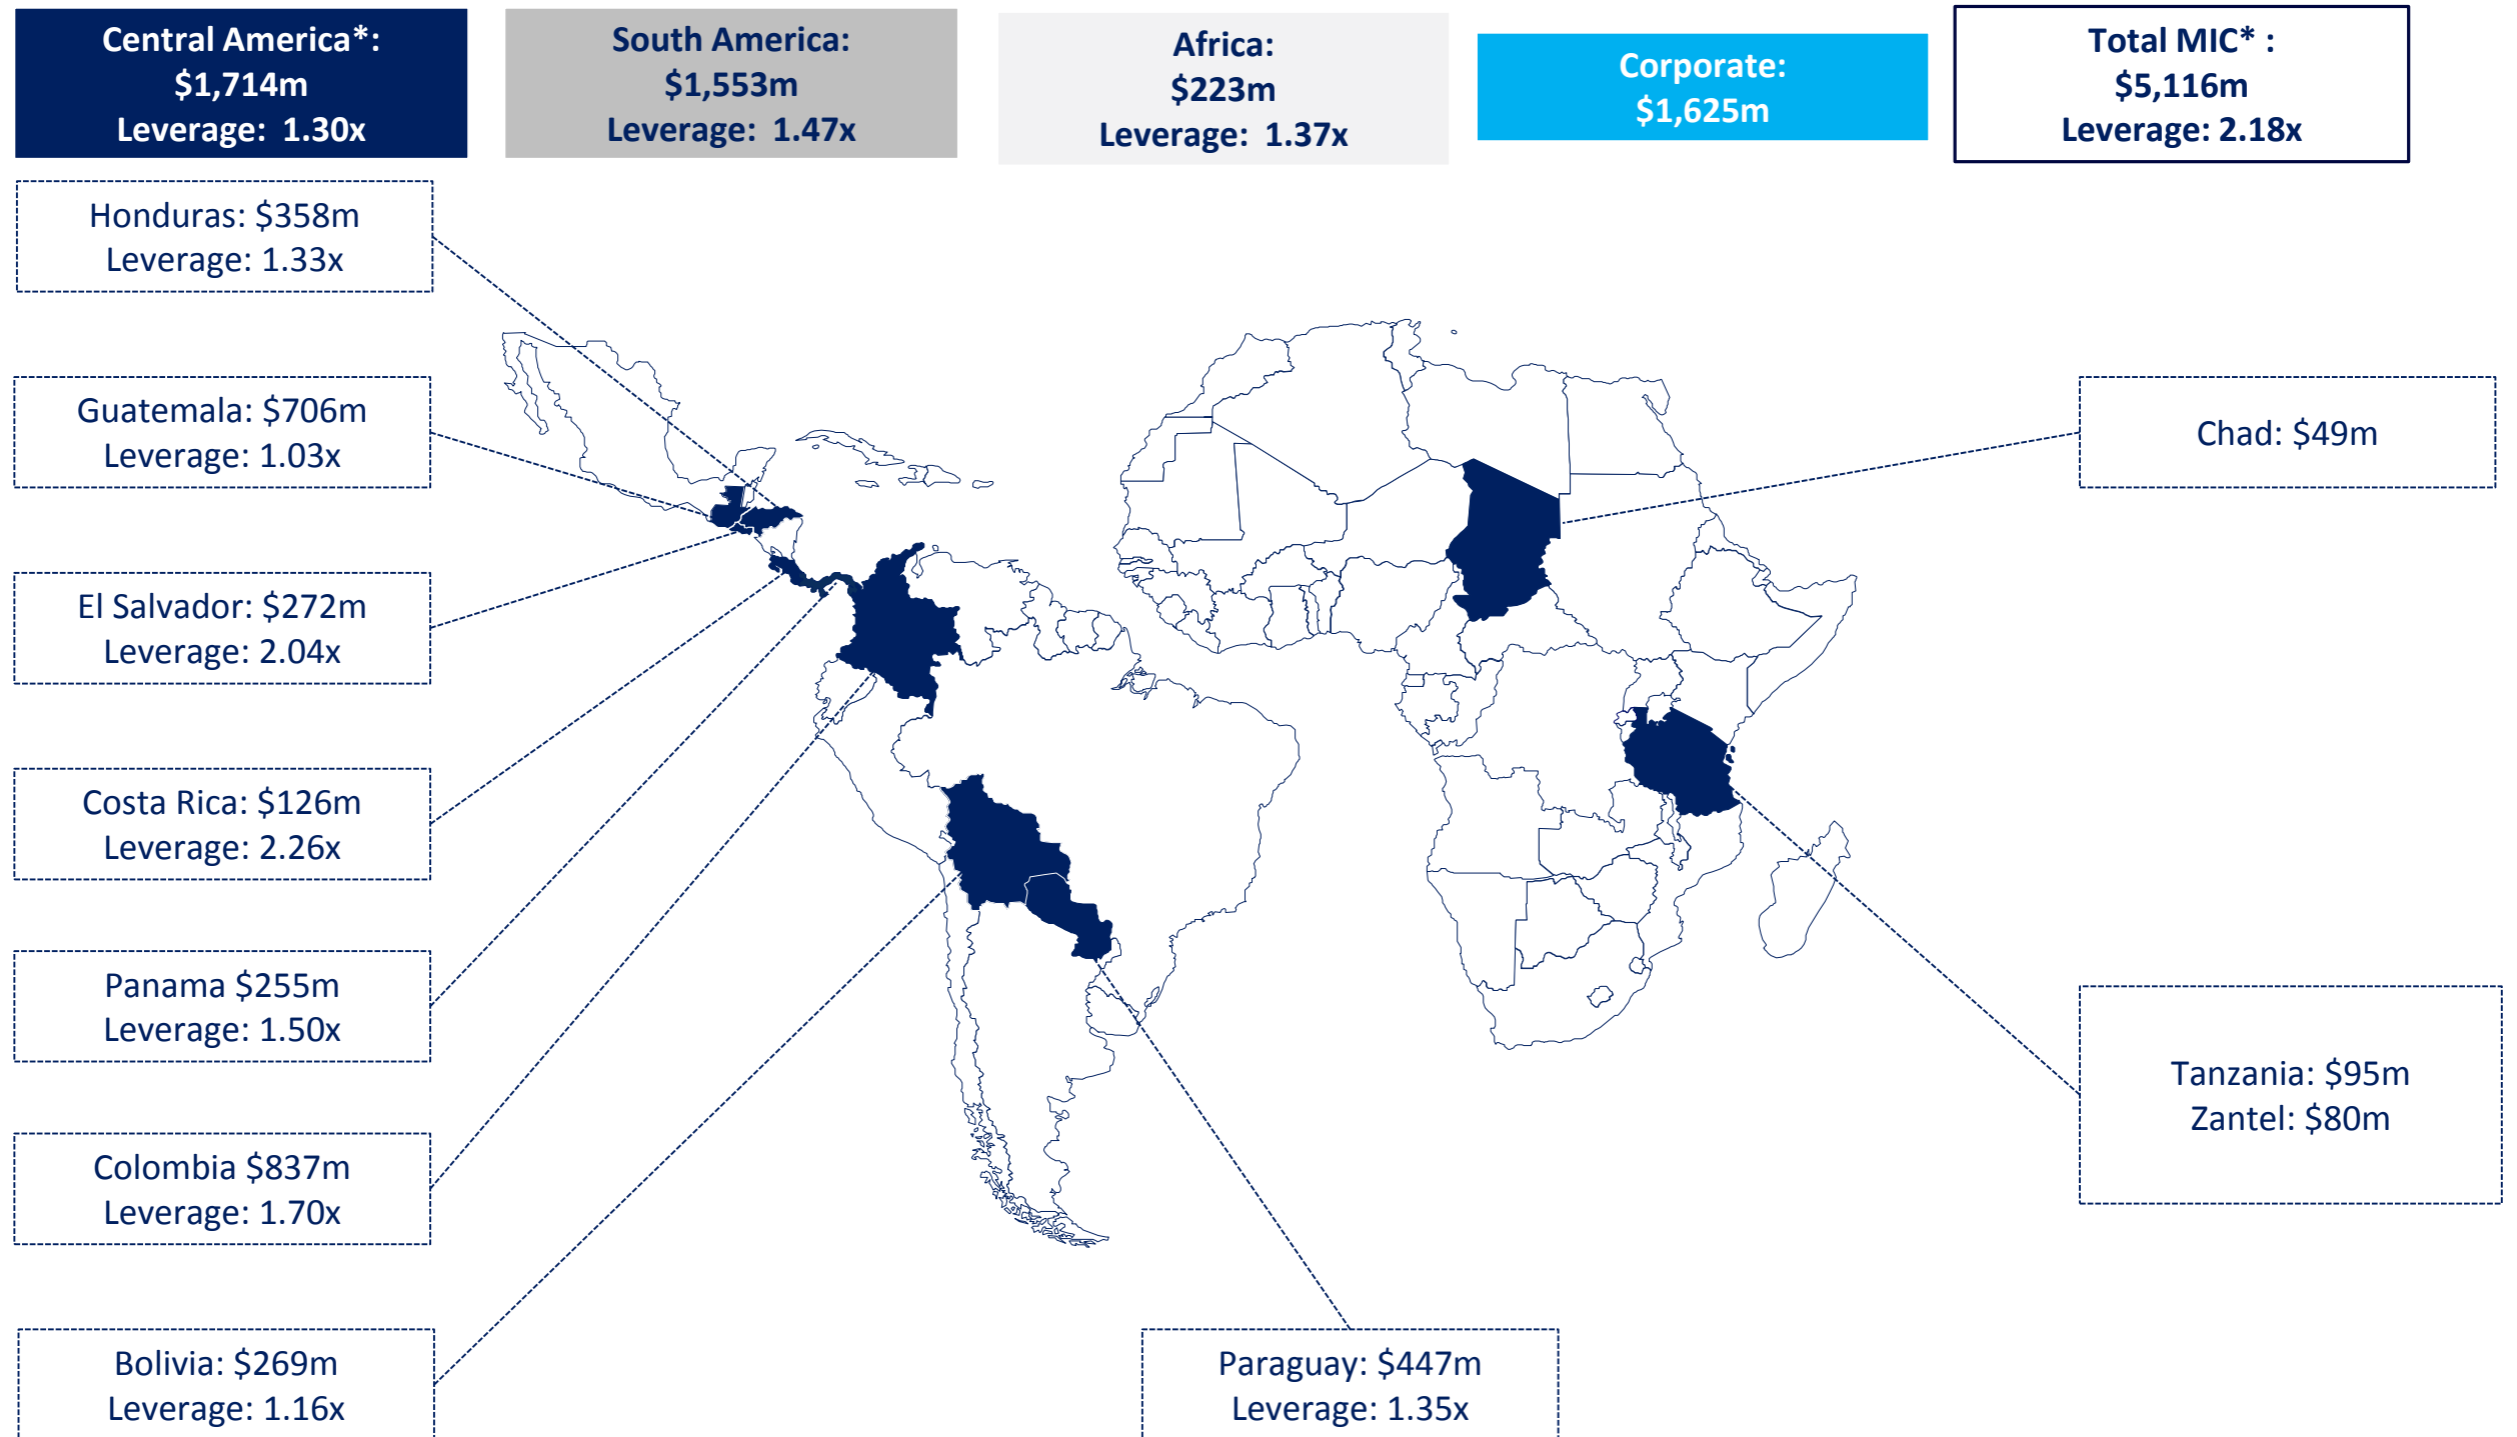 Central America*:
$1,714m
Leverage: 1.30x
South America:
$1,553m
Leverage: 1.47x
Africa:
$223m
Leverage: 1.37x
Corporate:
$1,625m
Total MIC* :
$5,116m
Leverage: 2.18x
Honduras: $358m
Leverage: 1.33x
Guatemala: $706m
Leverage: 1.03x
El Salvador: $272m
Leverage: 2.04x
Costa Rica: $126m
Leverage: 2.26x
Panama $255m
Leverage: 1.50x
Colombia $837m
Leverage: 1.70x
Bolivia: $269m
Leverage: 1.16x
Paraguay: $447m
Leverage: 1.35x
Chad: $49m
Tanzania: $95m
Zantel: $80m